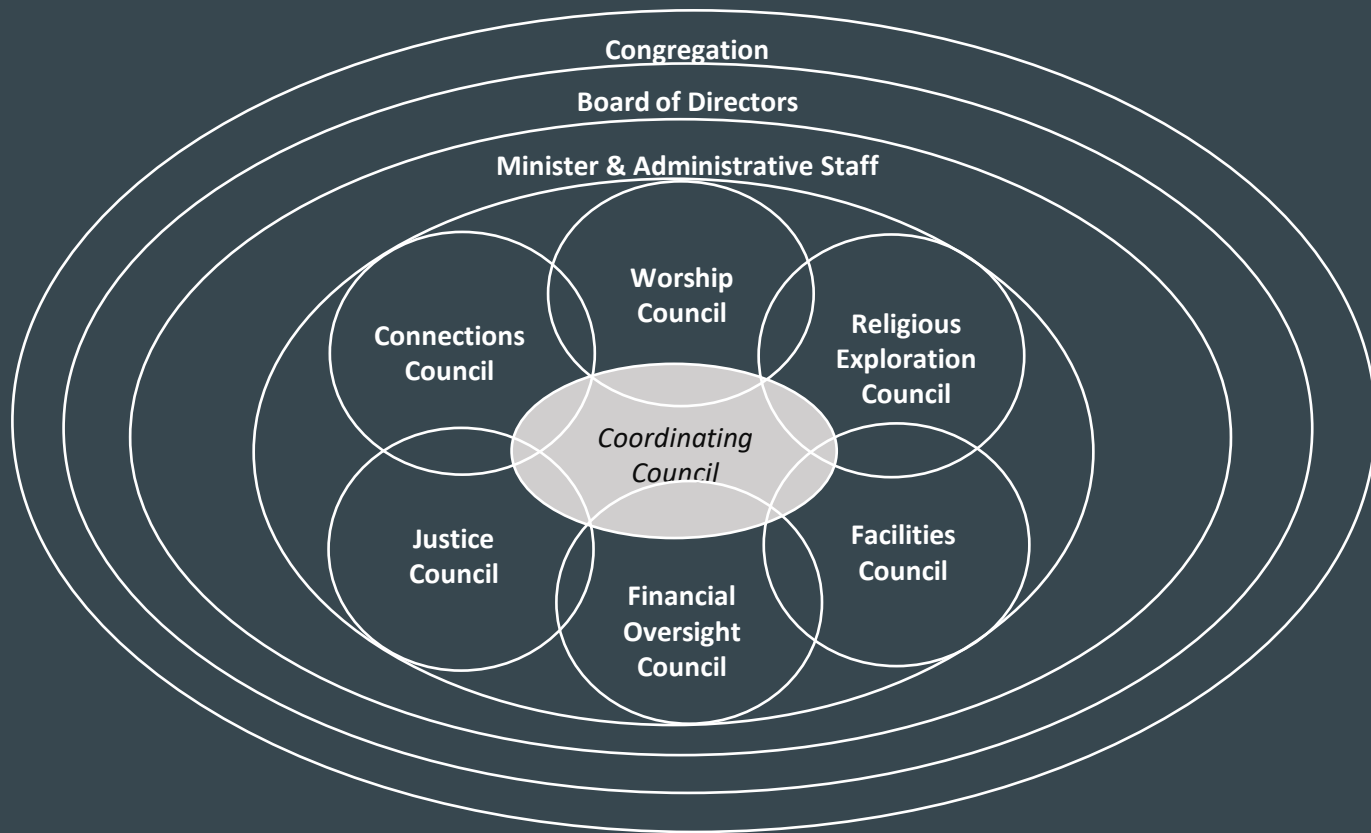 Congregation
Board of Directors
Minister & Administrative Staff
Worship
Council
Connections
Council
Religious
Exploration
Council
Coordinating
Council
Justice
Council
Facilities
Council
Financial
Oversight
Council